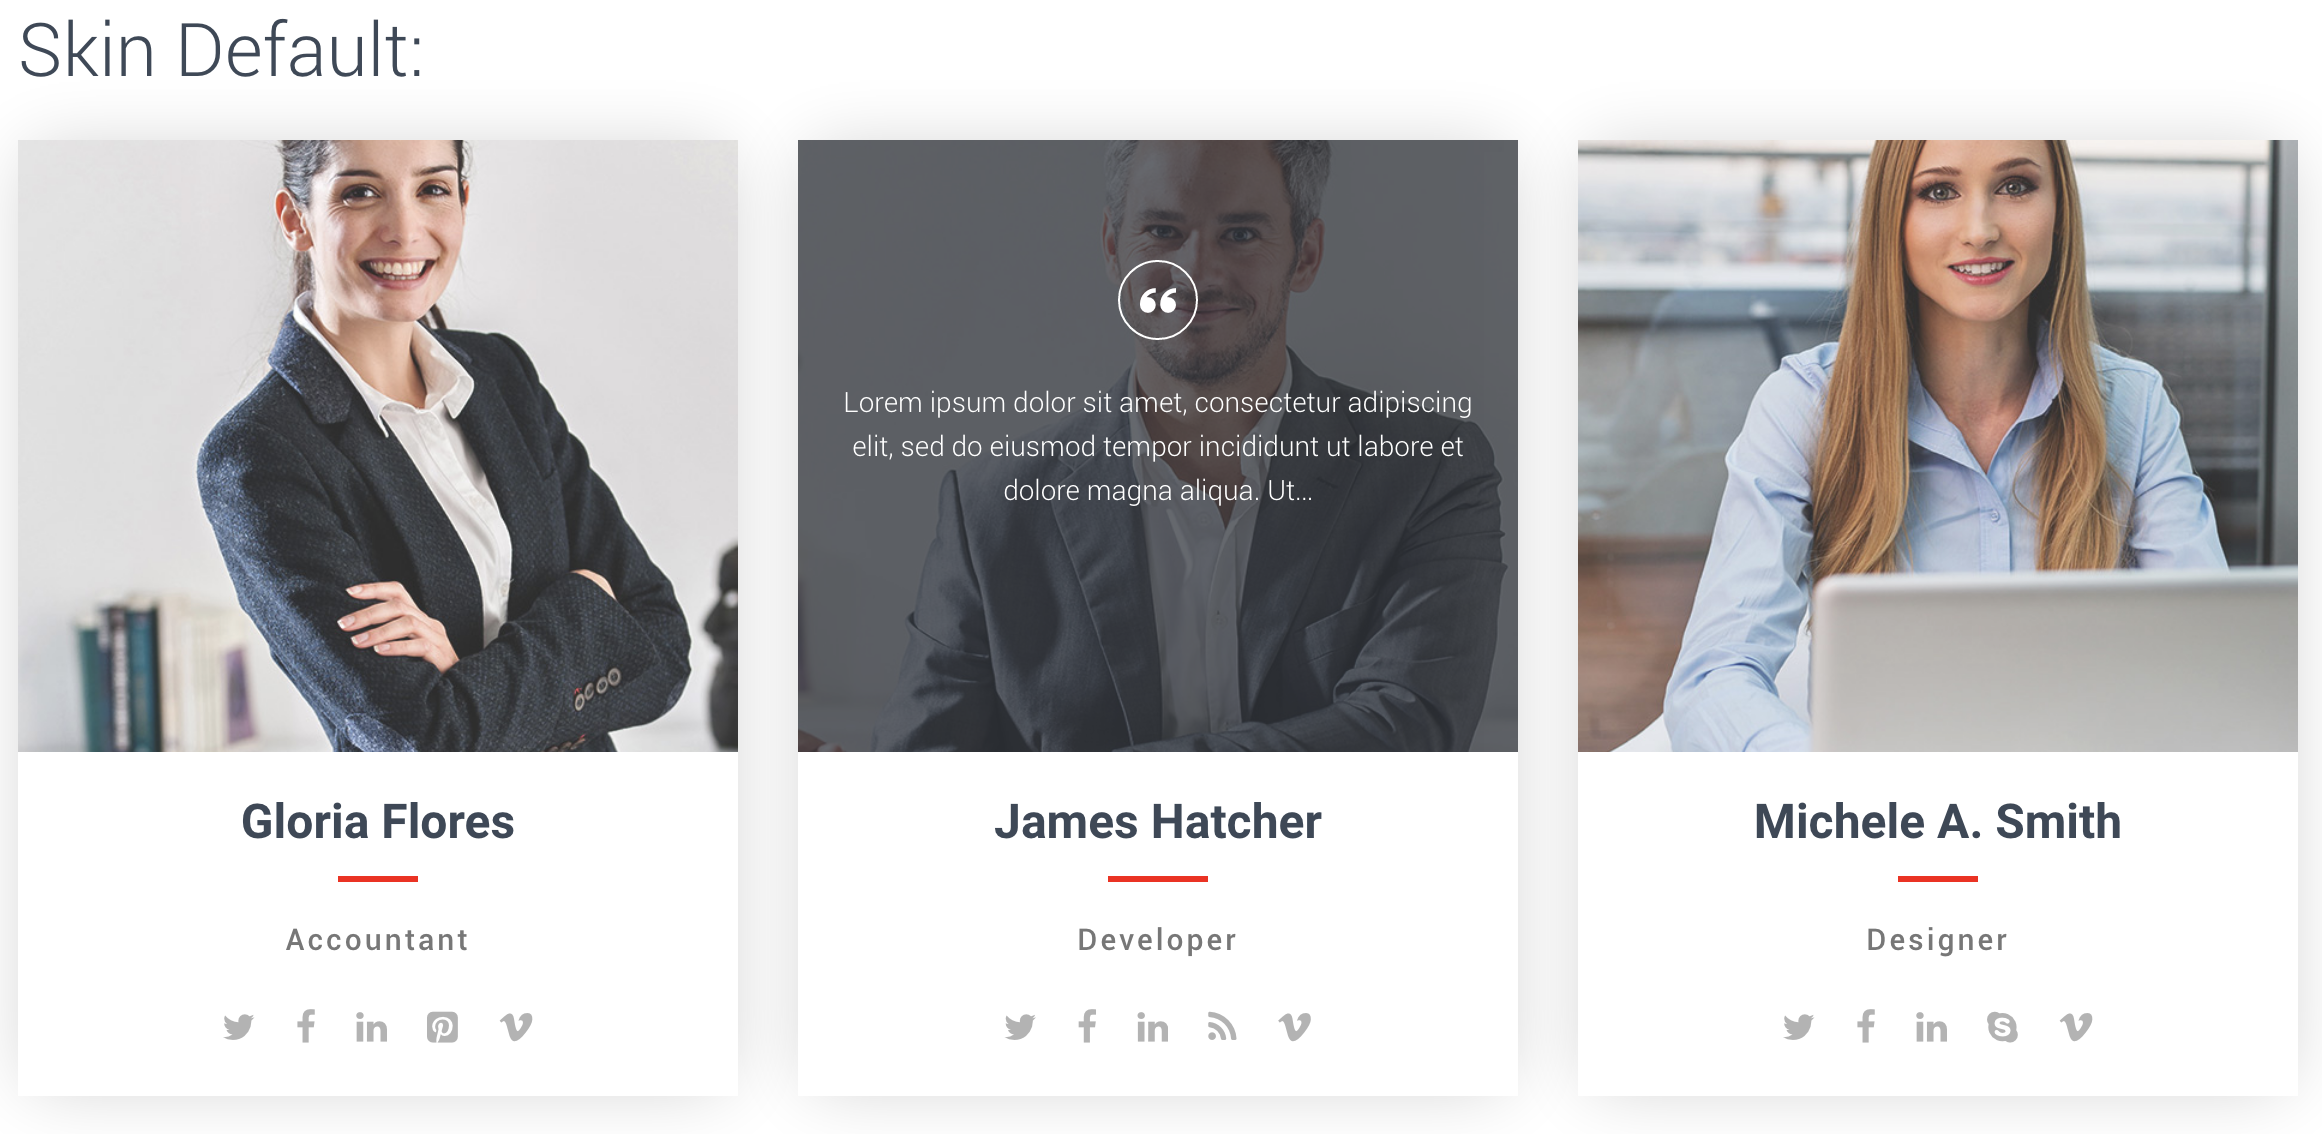 Skin Default:
Gloria Flores
Accountant
“
Lorem ipsum dolor sit amet, consectetur adipiscing
elit, sed do eiusmod tempor incididunt ut labore et
dolore magna aliqua. Ut...
James Hatcher
Developer
Michele A. Smith
Designer